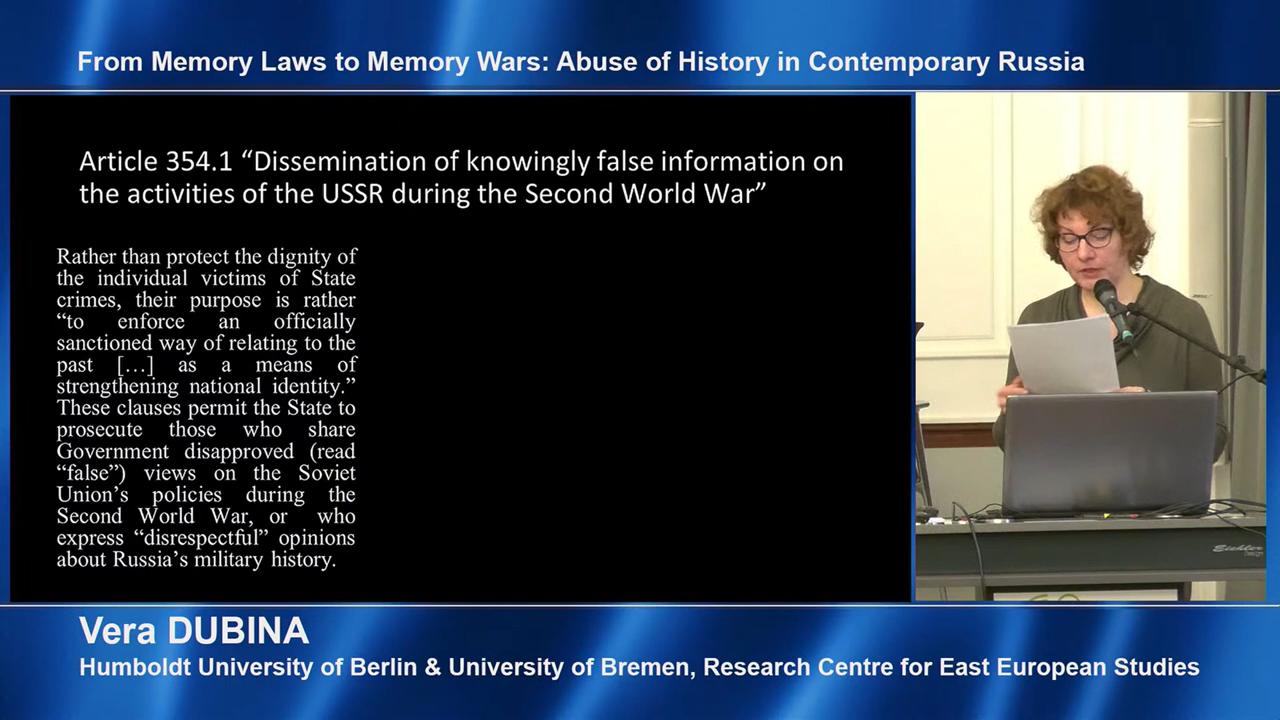 From Memory Laws to Memory Wars: Abuse of History in Contemporary Russia
Article 354.1 “Dissemination of knowingly false information on
the activities of the USSR during the Second World War”
Rather than protect the dignity of
the individual victims of State
crimes, their purpose is rather
“to enforce an officially
sanctioned way of relating to the
past […] as a means of
strengthening national identity.”
These clauses permit the State to
prosecute those who share
Government disapproved (read
“false”) views on the Soviet
Union’s policies during the
Second World War, or who
express “disrespectful” opinions
about Russia’s military history.
Vera DUBINA
Humboldt University of Berlin & University of Bremen, Research Centre for East European Studies